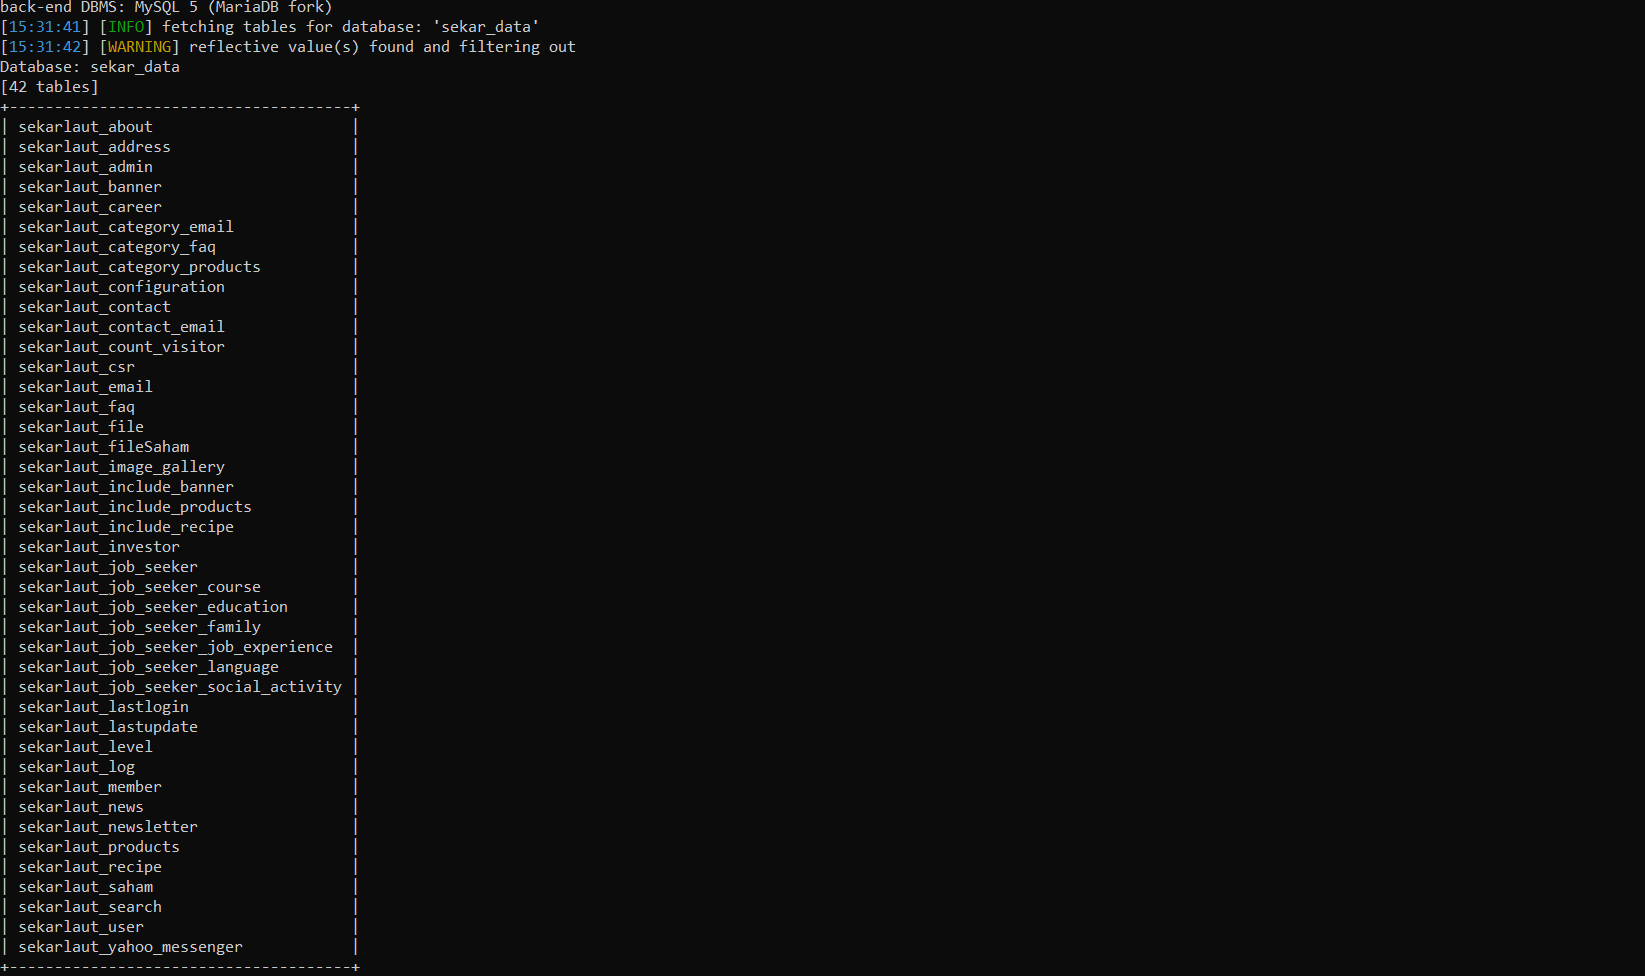 back-end DBMS: MySQL 5 (MariaDB fork)
[15:31:41] [INFO] fetching tables for database: 'sekar_data'
[15:31:42] [WARNING] reflective value(s) found and filtering out
Database: sekar_data
[42 tables]
+--------------------------------------+
| sekarlaut_about                      |
| sekarlaut_address                    |
| sekarlaut_admin                      |
| sekarlaut_banner                     |
| sekarlaut_career                     |
| sekarlaut_category_email             |
| sekarlaut_category_faq               |
| sekarlaut_category_products          |
| sekarlaut_configuration              |
| sekarlaut_contact                    |
| sekarlaut_contact_email              |
| sekarlaut_count_visitor              |
| sekarlaut_csr                        |
| sekarlaut_email                      |
| sekarlaut_faq                        |
| sekarlaut_file                       |
| sekarlaut_fileSaham                  |
| sekarlaut_image_gallery              |
| sekarlaut_include_banner             |
| sekarlaut_include_products           |
| sekarlaut_include_recipe             |
| sekarlaut_investor                   |
| sekarlaut_job_seeker                 |
| sekarlaut_job_seeker_course          |
| sekarlaut_job_seeker_education       |
| sekarlaut_job_seeker_family          |
| sekarlaut_job_seeker_job_experience  |
| sekarlaut_job_seeker_language        |
| sekarlaut_job_seeker_social_activity |
| sekarlaut_lastlogin                  |
| sekarlaut_lastupdate                 |
| sekarlaut_level                      |
| sekarlaut_log                        |
| sekarlaut_member                     |
| sekarlaut_news                       |
| sekarlaut_newsletter                 |
| sekarlaut_products                   |
| sekarlaut_recipe                     |
| sekarlaut_saham                      |
| sekarlaut_search                     |
| sekarlaut_user                       |
| sekarlaut_yahoo_messenger            |
+--------------------------------------+